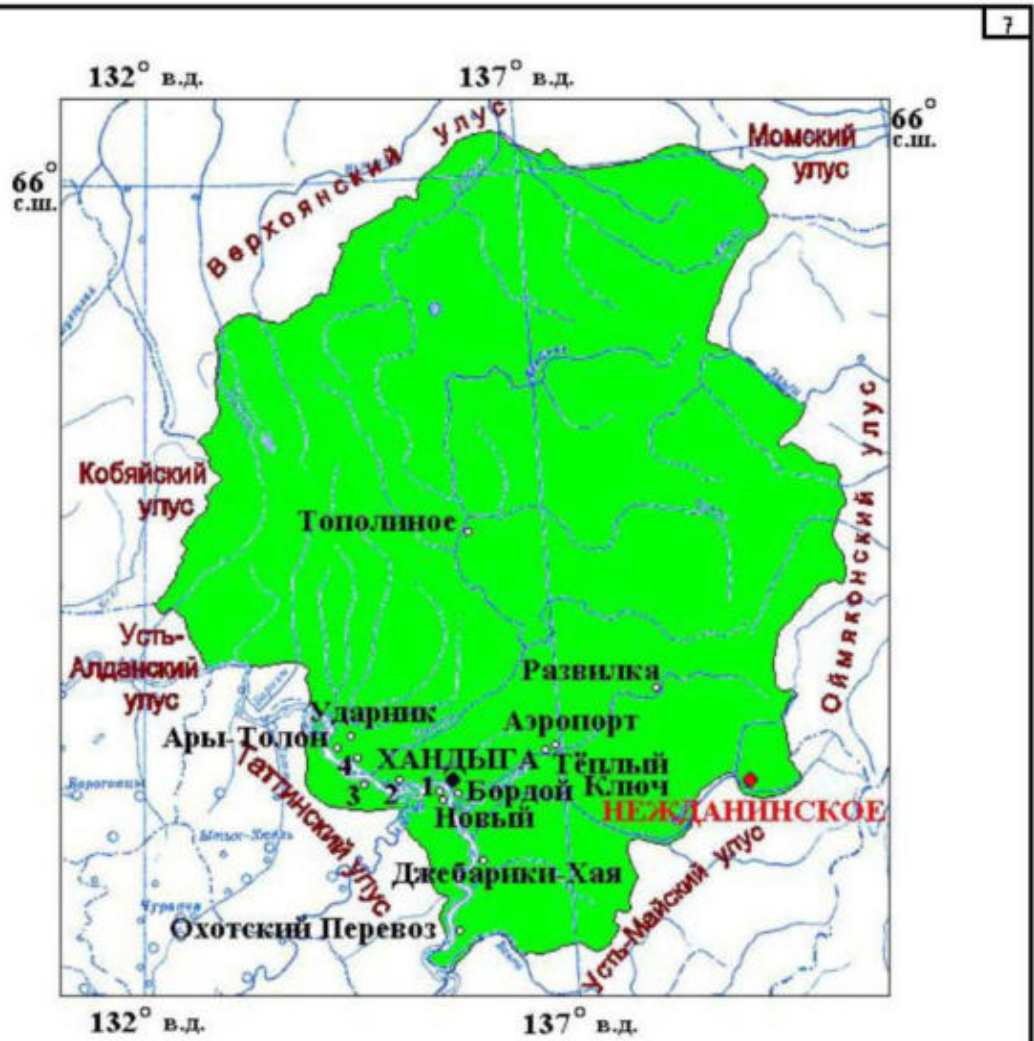 7
132° в.д.
137° в.д.
66°
с.ш.
66°
с.ш.
Верхоянский улус
Момский
улус
Кобяйский
улус
Оймяконский улус
Тополиное
Усть-
Алданский
улус
Развилка
Ударник
Аэропорт
Ары-Толон
ХАНДЫГА
Тёплый
Ключ
4
3
2
1
Бордой
Новый
НЕЖДАНИНСКОЕ
Таттинский улус
Джебарики-Хая
Усть-Майский улус
Охотский Перевоз
132° в.д.
137° в.д.